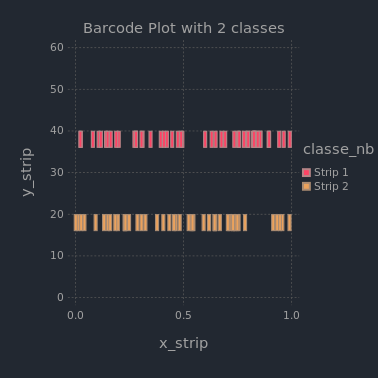 Barcode Plot with 2 classes
60
50
40
30
20
10
0
y_strip
0.0
0.5
1.0
x_strip
classe_nb
Strip 1
Strip 2